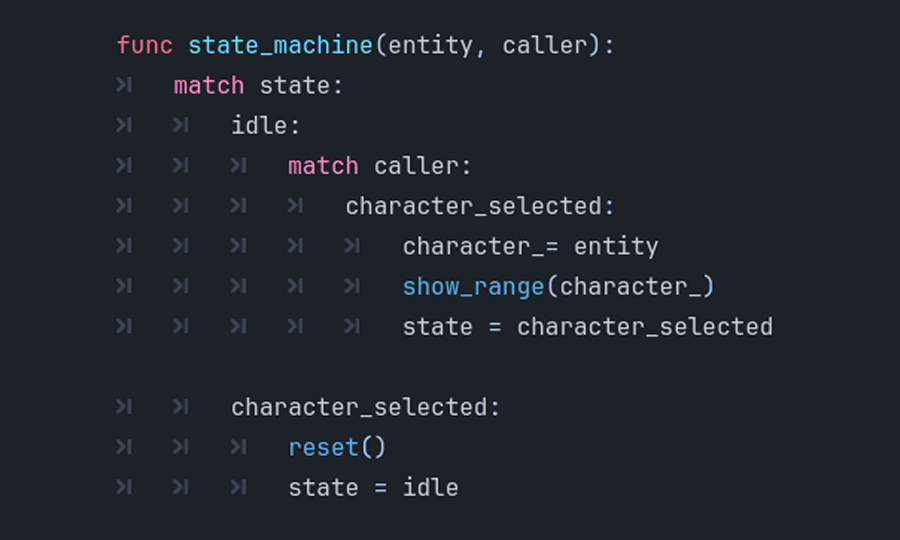 func state_machine(entity, caller):
match state:
idle:
match caller:
character_selected:
character_= entity
show_range(character_)
state = character_selected
character_selected:
reset()
state = idle